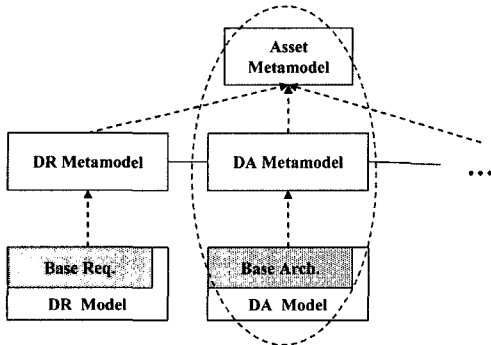 Asset
Metamodel
DR Metamodel
DA Metamodel
...
Base Req.
Base Arch.
DR Model
DA Model